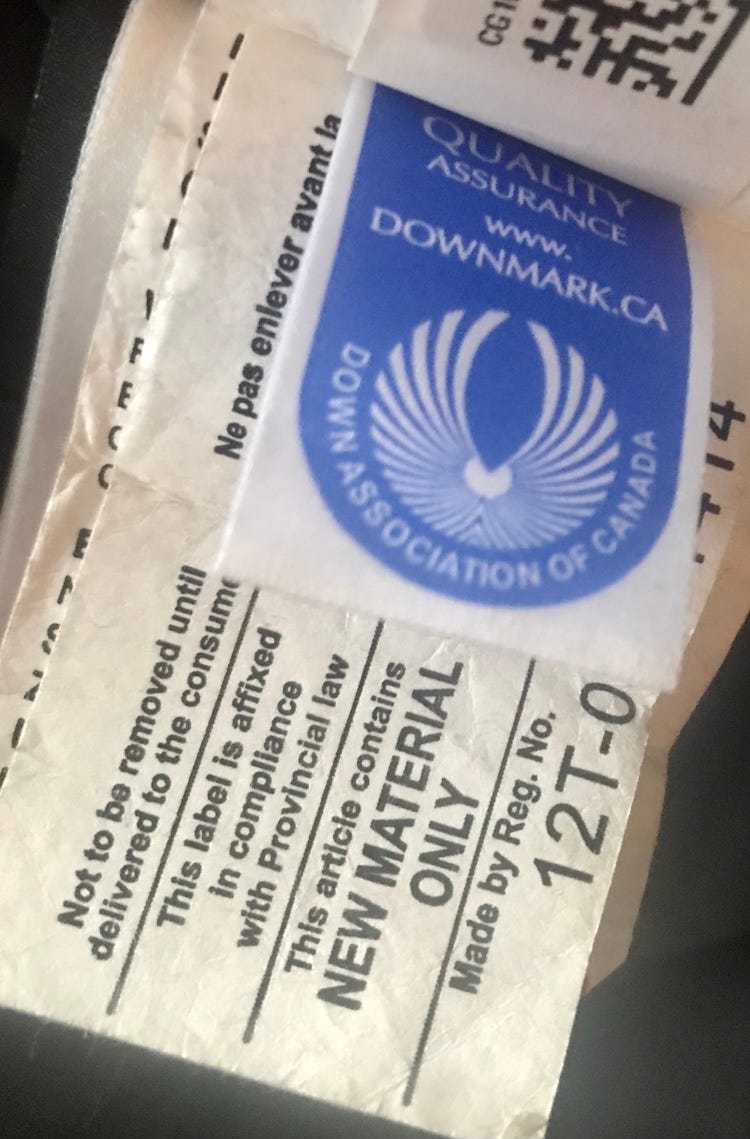 CG1
QUALITY
ASSURANCE
www.
DOWNMARK.CA
DOWN ASSOCIATION OF CANADA
Ne pas enlever avant la
Not to be removed until
delivered to the consume
This label is affixed
in compliance
with Provincial law
This article contains
NEW MATERIAL
ONLY
Made by Reg. No.
12T-0
14